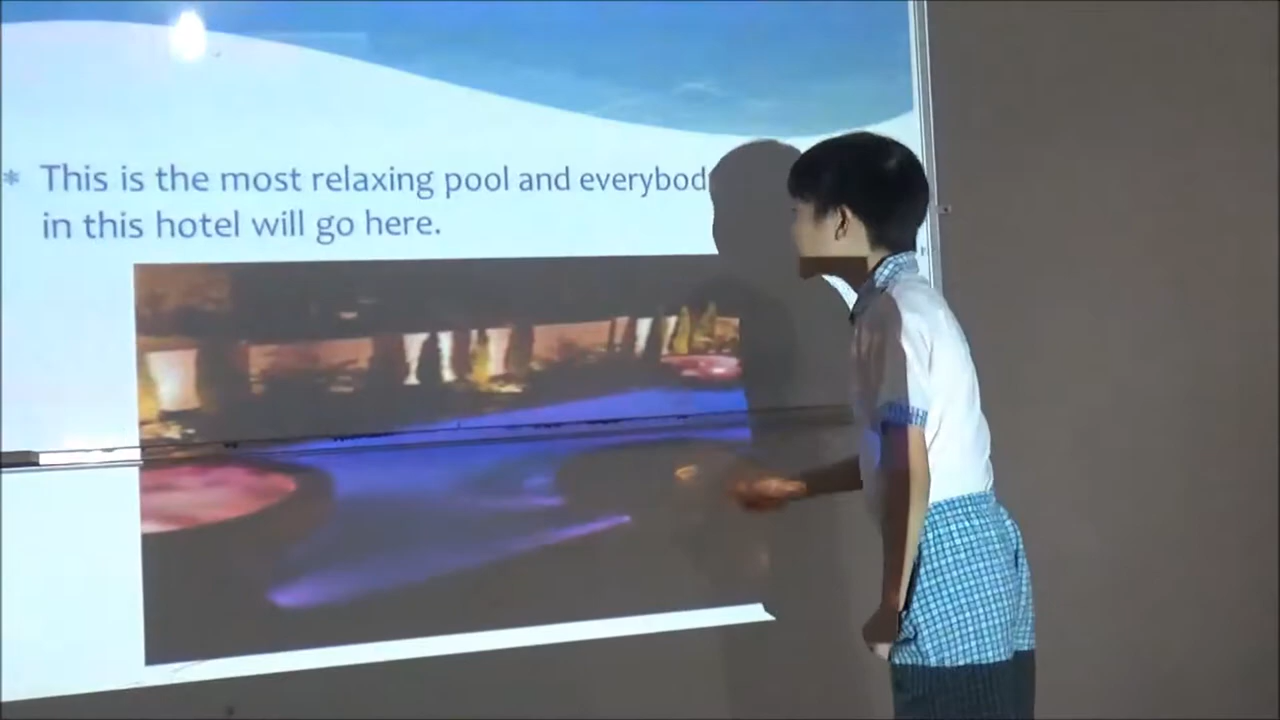 * This is the most relaxing pool and everybod
in this hotel will go here.